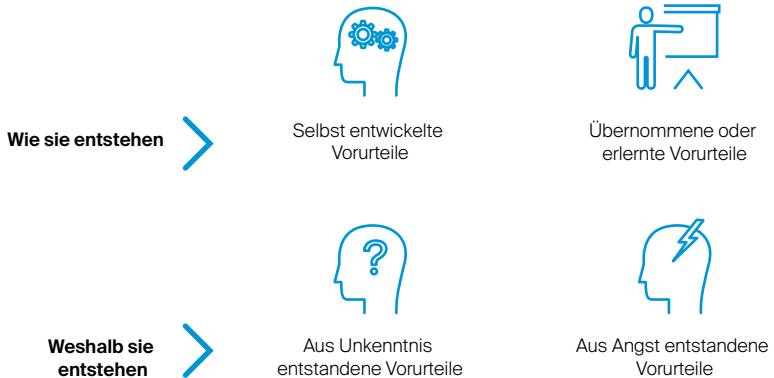 Wie sie entstehen
Selbst entwickelte
Vorurteile
Übernommene oder
erlernte Vorurteile
?
Weshalb sie
entstehen
Aus Unkenntnis
entstandene Vorurteile
Aus Angst entstandene
Vorurteile